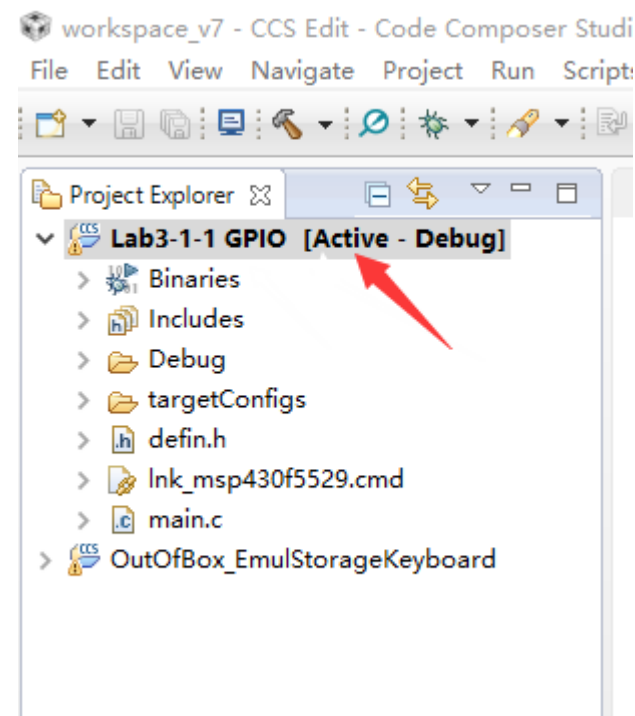 workspace_v7 - CCS Edit - Code Composer Studi
File Edit View Navigate Project Run Scripts
Project Explorer
Lab3-1-1 GPIO [Active - Debug]
Binaries
Includes
Debug
targetConfigs
defin.h
lnk_msp430f5529.cmd
main.c
OutOfBox_EmulStorageKeyboard